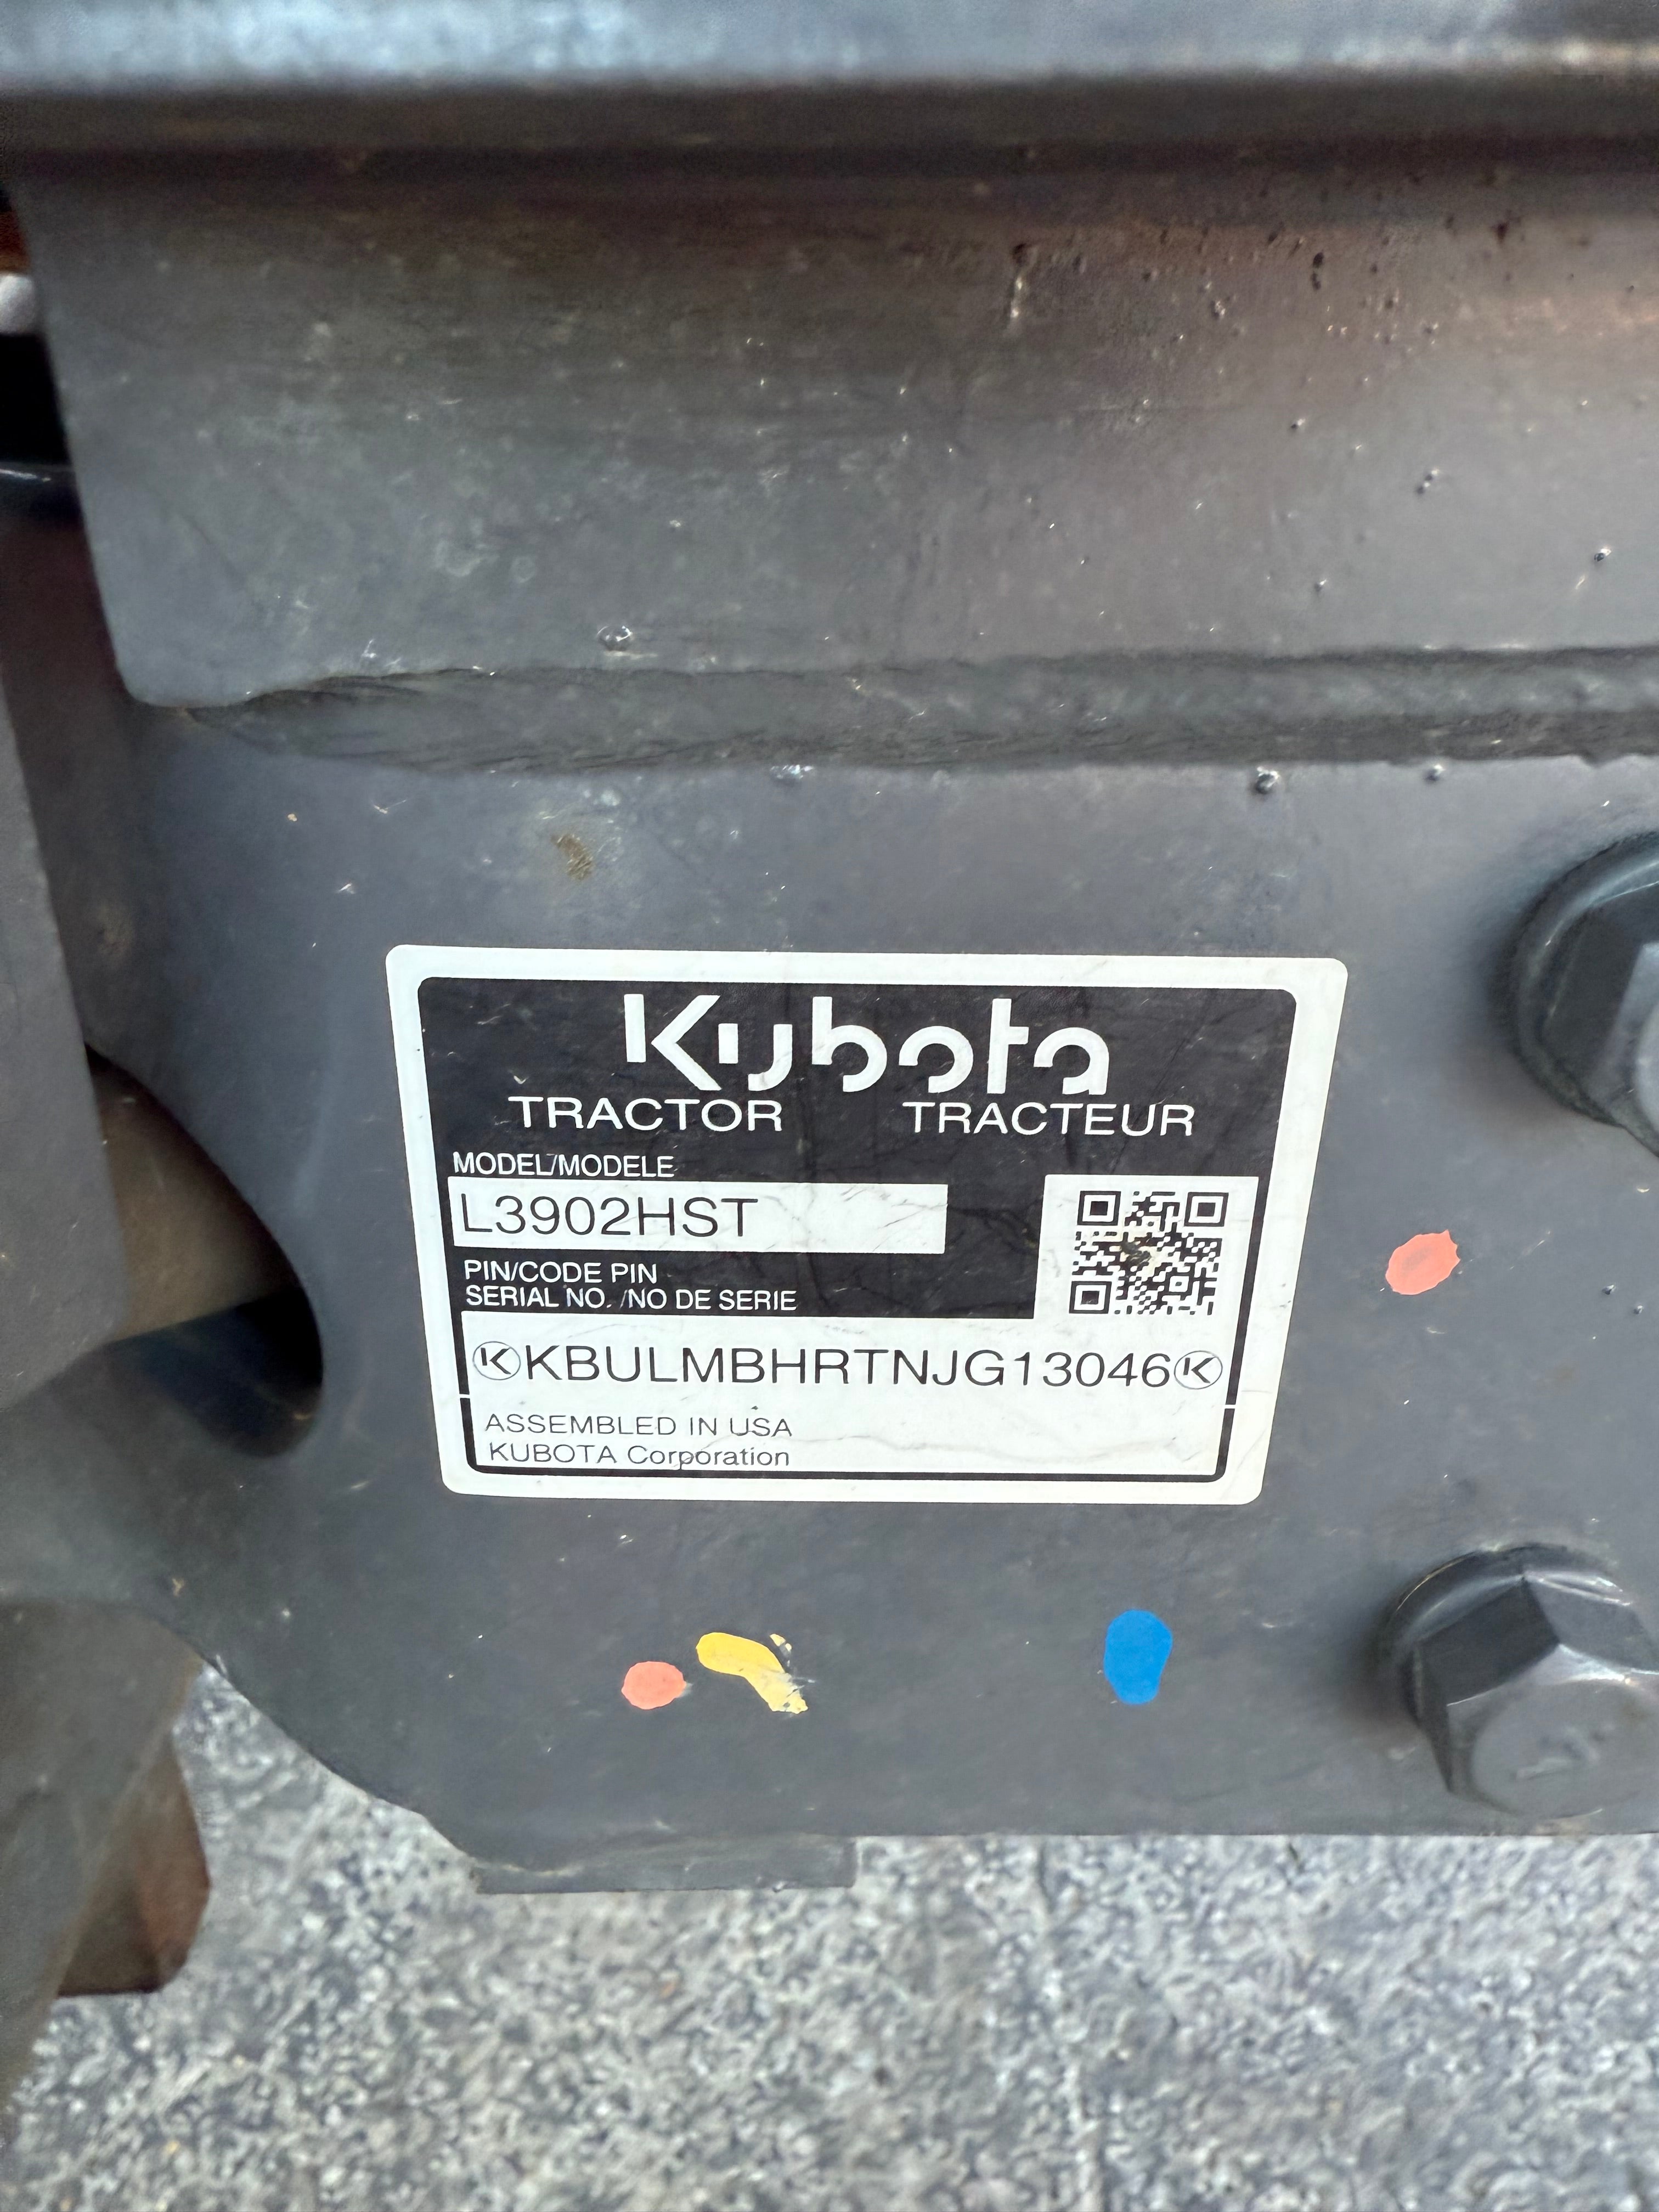 Kubota
TRACTOR TRACTEUR
MODEL/MODELE
L3902HST
PIN/CODE PIN
SERIAL NO. /NO DE SERIE
KBULMBHRTNJG13046
ASSEMBLED IN USA
KUBOTA Corporation